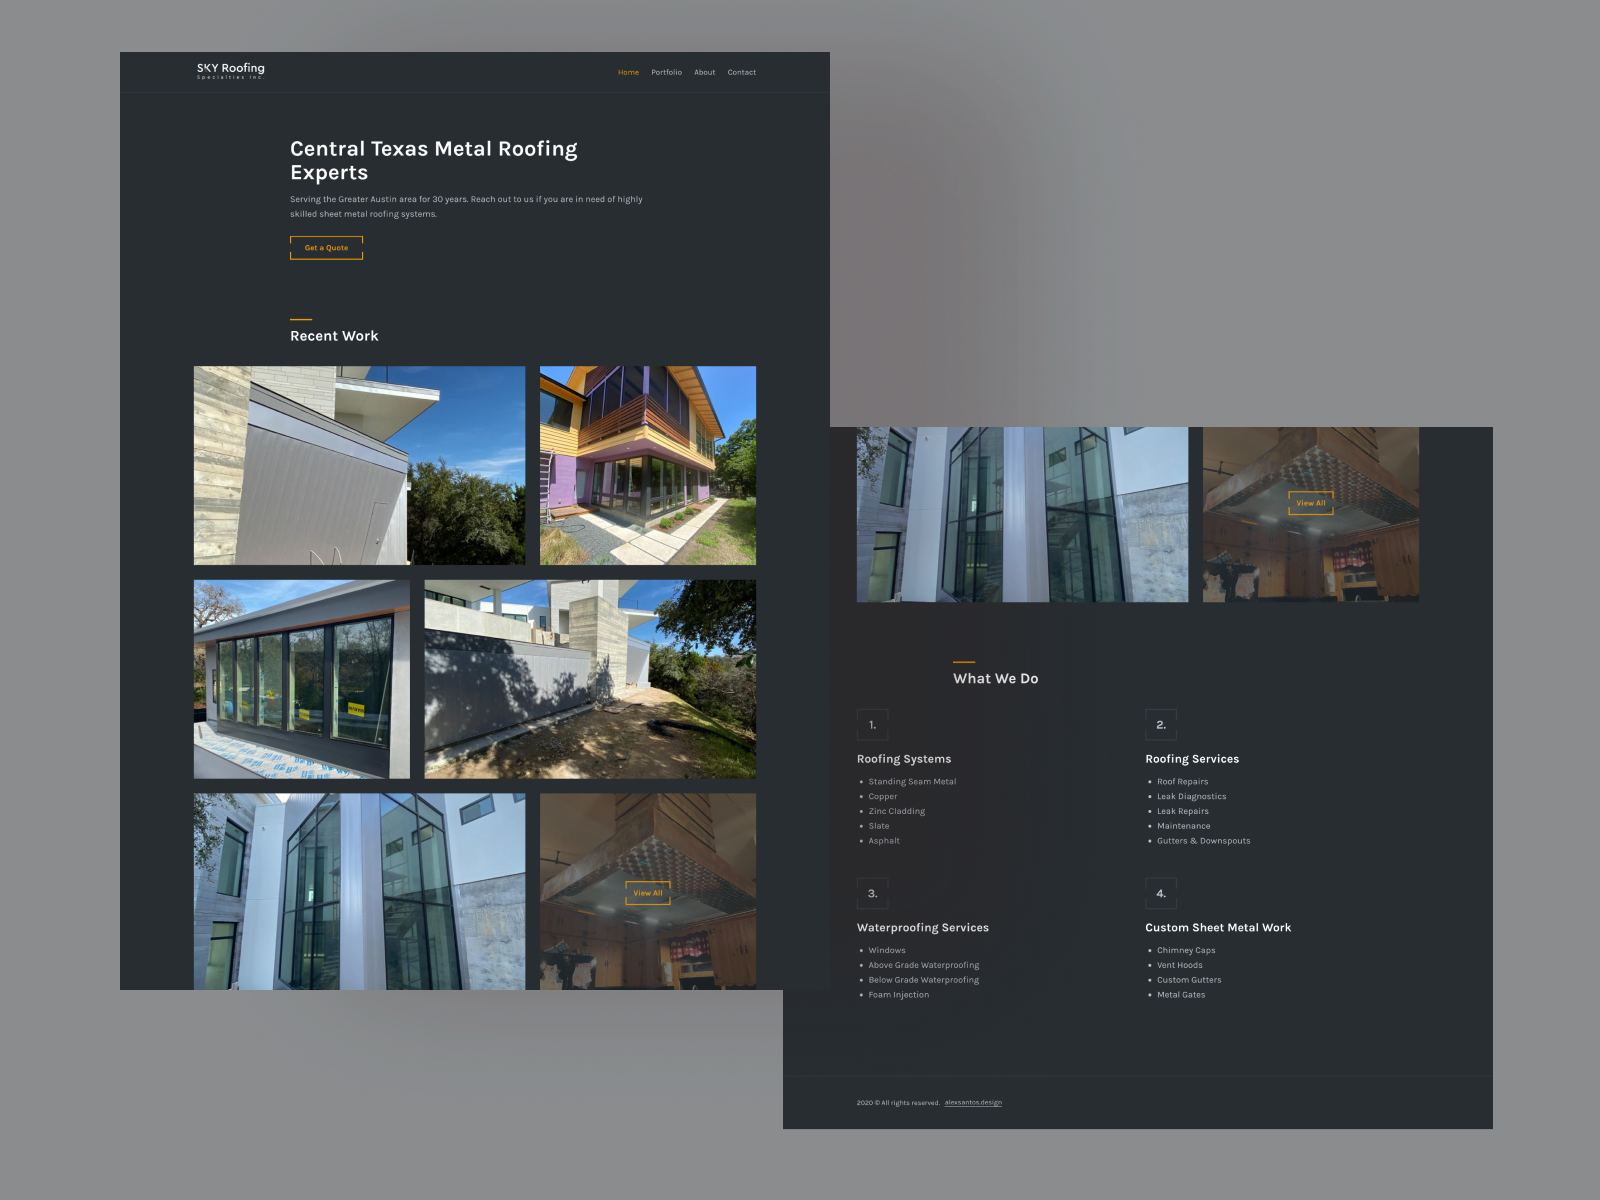 SKY Roofing
Specialties Inc.
Home Portfolio About Contact
Central Texas Metal Roofing
Experts
Serving the Greater Austin area for 30 years. Reach out to us if you are in need of highly
skilled sheet metal roofing systems.
Get a Quote
Recent Work
View All
View All
What We Do
1.
Roofing Systems
Standing Seam Metal
Copper
Zinc Cladding
Slate
Asphalt
2.
Roofing Services
Roof Repairs
Leak Diagnostics
Leak Repairs
Maintenance
Gutters & Downspouts
3.
Waterproofing Services
Windows
Above Grade Waterproofing
Below Grade Waterproofing
Foam Injection
4.
Custom Sheet Metal Work
Chimney Caps
Vent Hoods
Custom Gutters
Metal Gates
2020 © All rights reserved. alexsantos.design